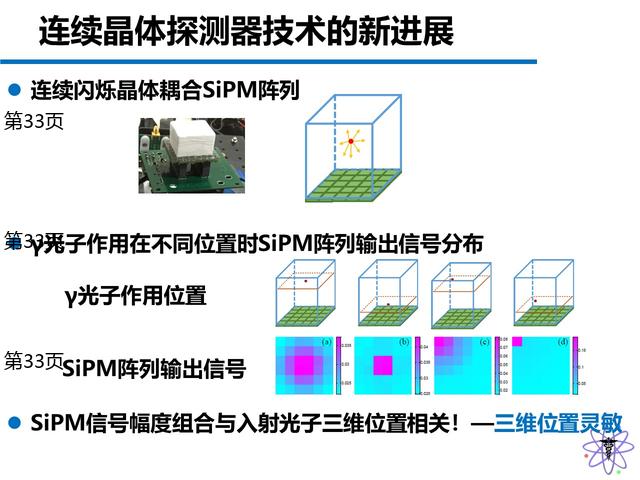 连续晶体探测器技术的新进展
连续闪烁晶体耦合SiPM阵列
第33页
第33页
γ光子作用在不同位置时SiPM阵列输出信号分布
γ光子作用位置
(a)
(b)
(c)
(d)
第33页
SiPM阵列输出信号
SiPM信号幅度组合与入射光子三维位置相关！—三维位置灵敏